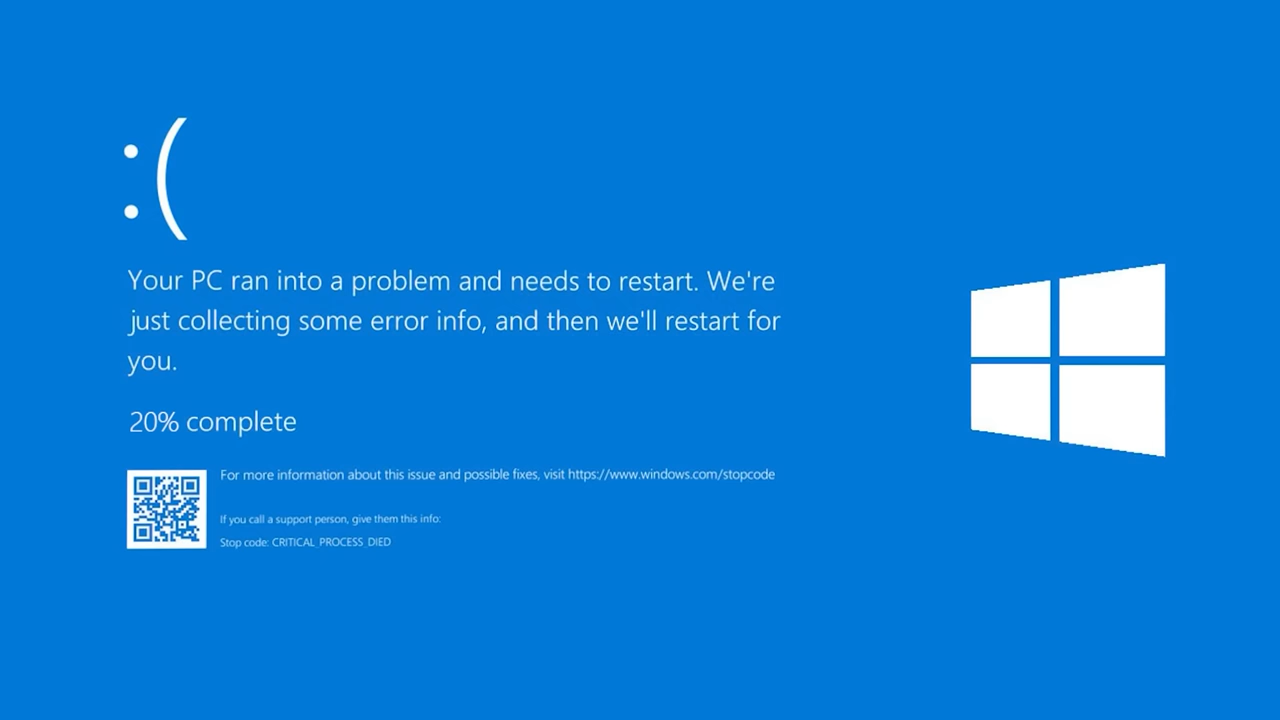 :(
Your PC ran into a problem and needs to restart. We're
just collecting some error info, and then we'll restart for
you.
20% complete
For more information about this issue and possible fixes, visit https://www.windows.com/stopcode
If you call a support person, give them this info:
Stop code: CRITICAL_PROCESS_DIED